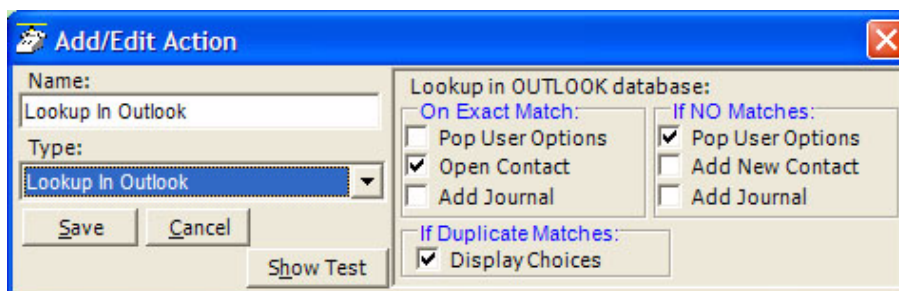 Add/Edit Action
Name:
Lookup In Outlook
Type:
Lookup In Outlook
Save Cancel
Show Test
Lookup in OUTLOOK database:
On Exact Match:
Pop User Options
Open Contact
Add Journal
If NO Matches:
Pop User Options
Add New Contact
Add Journal
If Duplicate Matches:
Display Choices